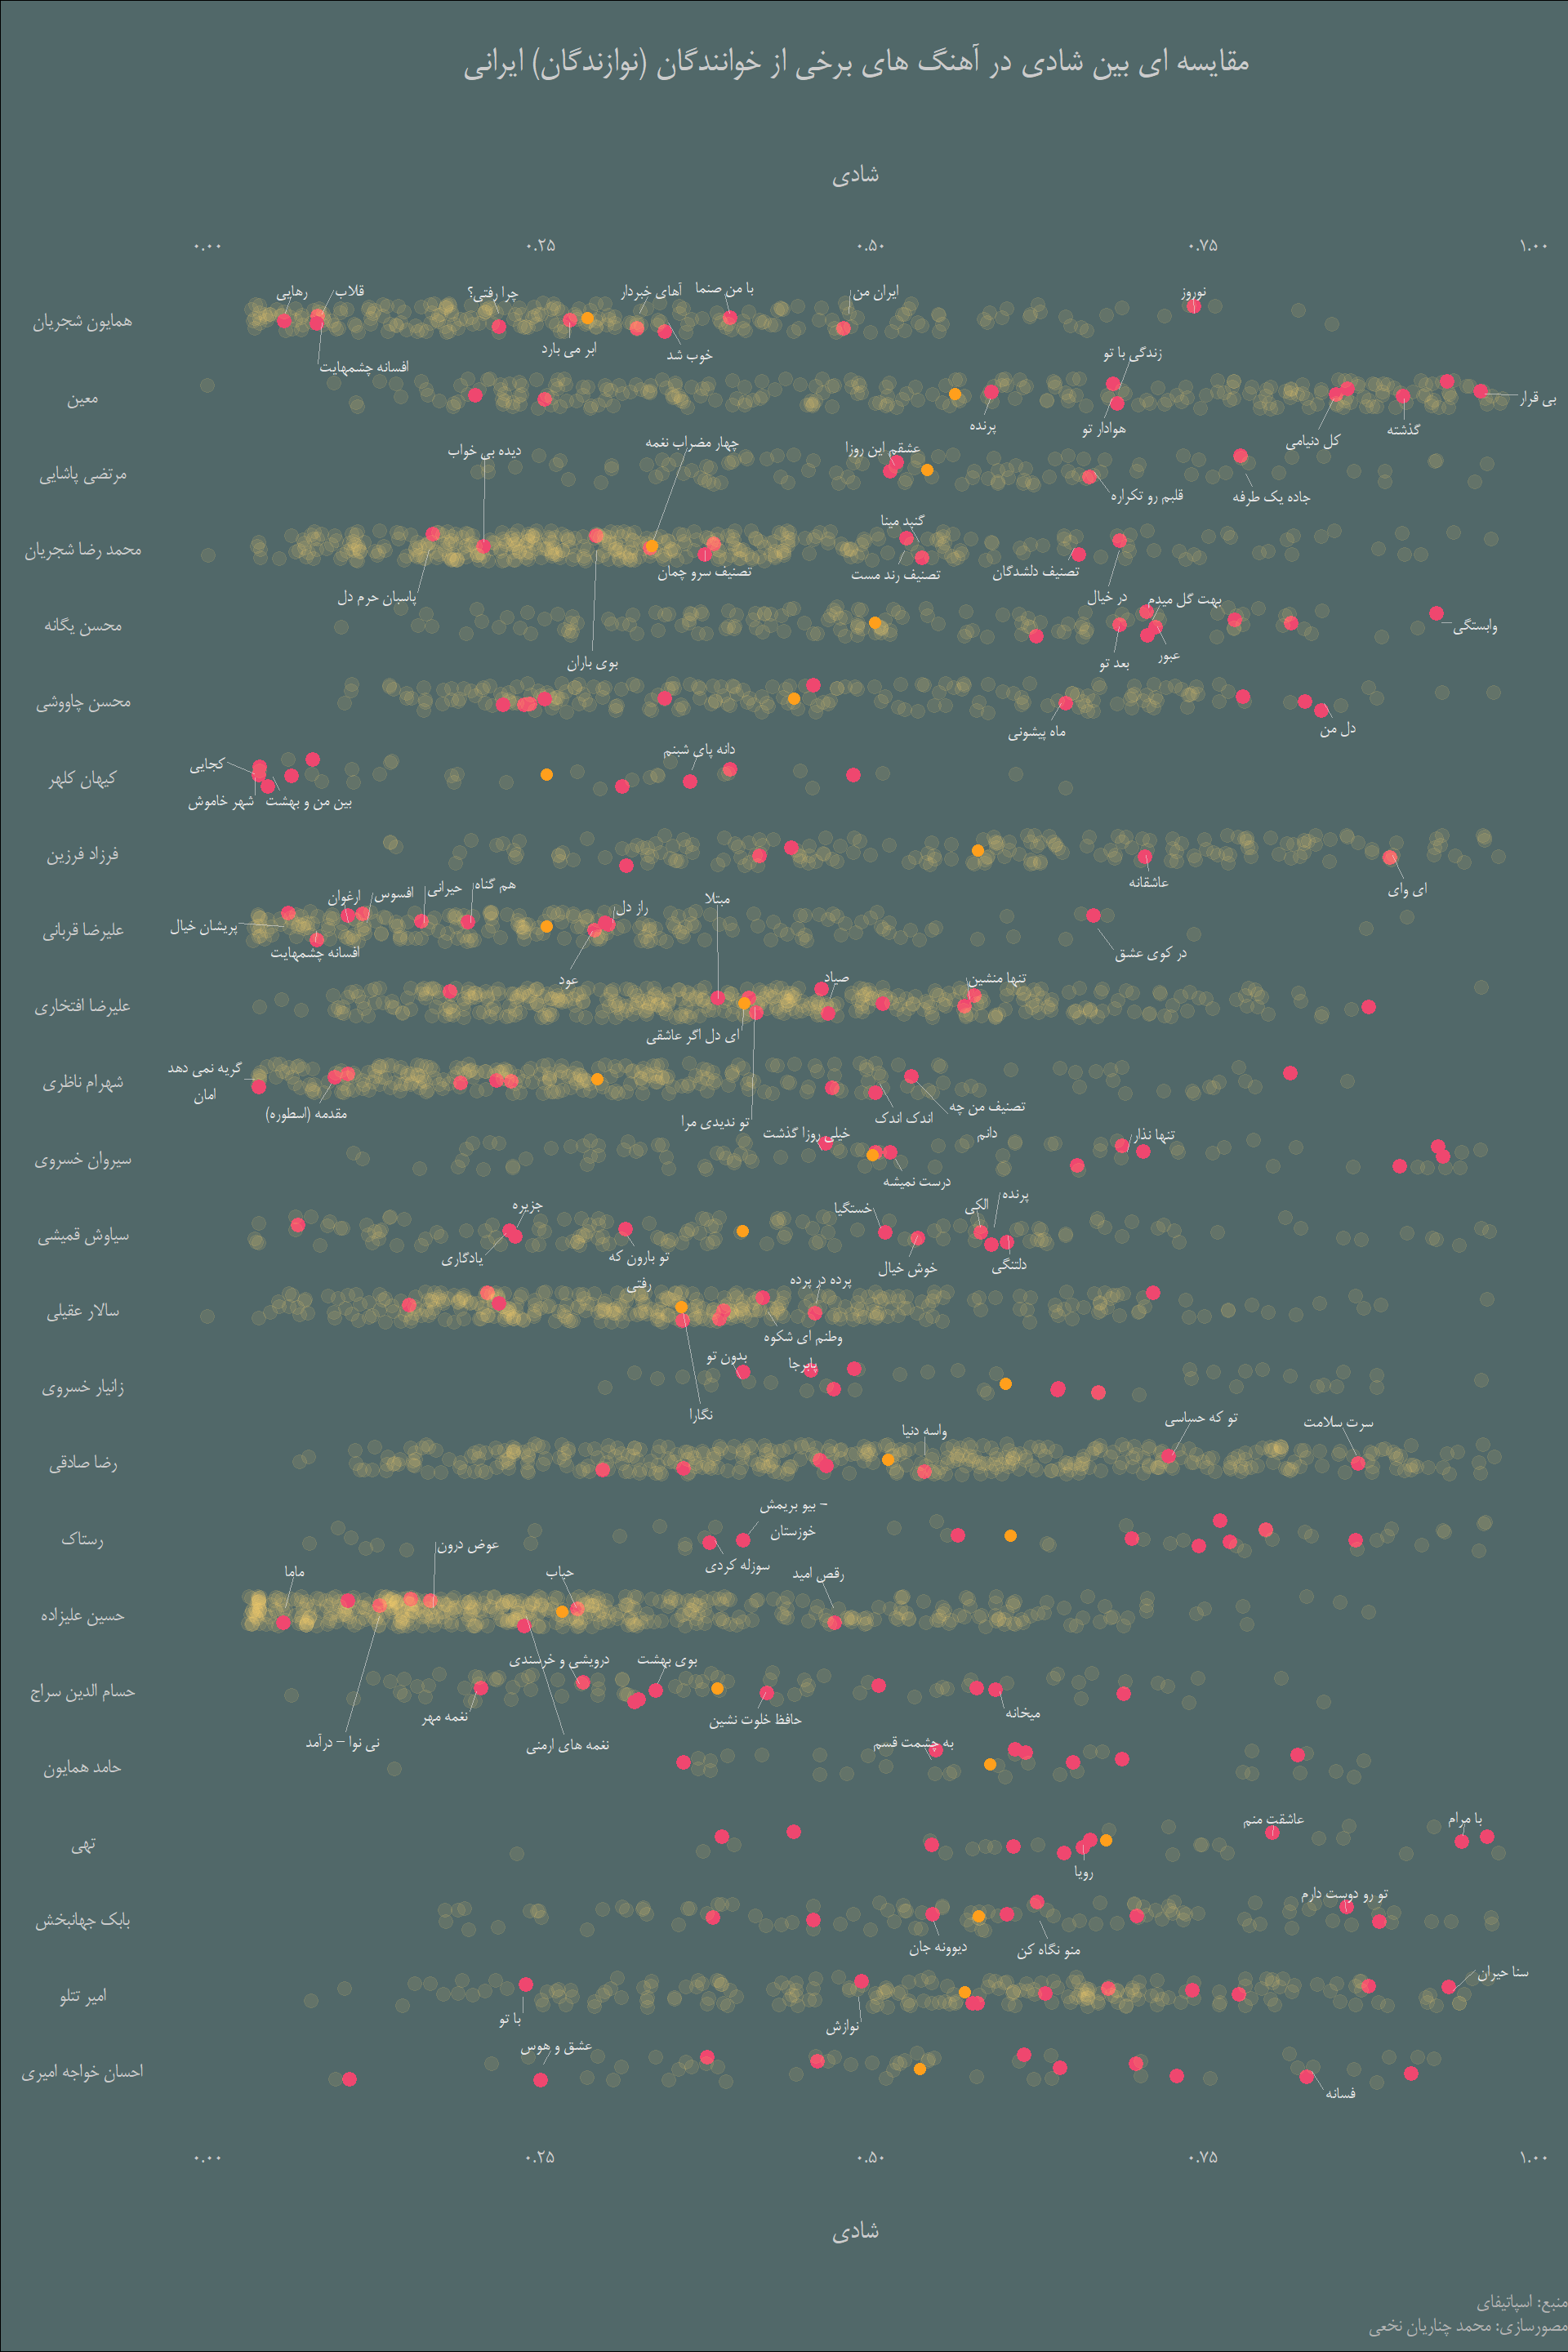 مقایسه ای بین شادی در آهنگ های برخی از خوانندگان (نوازندگان) ایرانی
شادی
۰.۰۰
۰.۲۵
۰.۵۰
۰.۷۵
۱.۰۰
همایون شجریان
رهایی
قلاب
چرا رفتی؟
آهای خبردار
با من صنما
ایران من
نوروز
ابر می بارد
خوب شد
افسانه چشمهایت
معین
زندگی با تو
بی قرار
پرنده
هوادار تو
کل دنیامی
گذشته
مرتضی پاشایی
عشقم این روزا
قلبم رو تکراره
جاده یک طرفه
محمد رضا شجریان
دیده بی خواب
چهار مضراب نغمه
گنبد مینا
تصنیف سرو چمان
تصنیف رند مست
تصنیف دلشدگان
پاسبان حرم دل
در خیال
بوی باران
محسن یگانه
بهت گل میدم
وابستگی
بعد تو
عبور
محسن چاووشی
ماه پیشونی
دل من
کیهان کلهر
کجایی
دانه پای شبنم
شهر خاموش
بین من و بهشت
فرزاد فرزین
عاشقانه
ای وای
علیرضا قربانی
ارغوان
افسوس
حیرانی
هم گناه
راز دل
پریشان خیال
افسانه چشمهایت
عود
در کوی عشق
علیرضا افتخاری
مبتلا
صیاد
تنها منشین
ای دل اگر عاشقی
تو ندیدی مرا
شهرام ناظری
گریه نمی دهد
امان
مقدمه (اسطوره)
اندک اندک
تصنیف من چه
دانم
سیروان خسروی
خیلی روزا گذشت
تنها نذار
درست نمیشه
سیاوش قمیشی
جزیره
خستگیا
الکی
پرنده
یادگاری
تو بارون که
رفتی
خوش خیال
دلتنگی
سالار عقیلی
پرده در پرده
وطنم ای شکوه
پابرجا
نگارا
زانیار خسروی
بدون تو
رضا صادقی
واسه دنیا
تو که حساسی
سرت سلامت
رستاک
- بیو بریمش
خوزستان
سوزله کردی
حسین علیزاده
ماما
عوض درون
حباب
رقص امید
نی نوا – درآمد
نغمه های ارمنی
حسام الدین سراج
درویشی و خرسندی
بوی بهشت
نغمه مهر
حافظ خلوت نشین
میخانه
حامد همایون
به چشمت قسم
تهی
عاشقت منم
با مرام
رویا
بابک جهانبخش
تو رو دوست دارم
دیوونه جان
منو نگاه کن
امیر تتلو
سنا حیران
با تو
نوازش
احسان خواجه امیری
عشق و هوس
فسانه
۰.۰۰
۰.۲۵
۰.۵۰
۰.۷۵
۱.۰۰
شادی
منبع: اسپاتیفای
مصورسازی: محمد چناریان نخعی